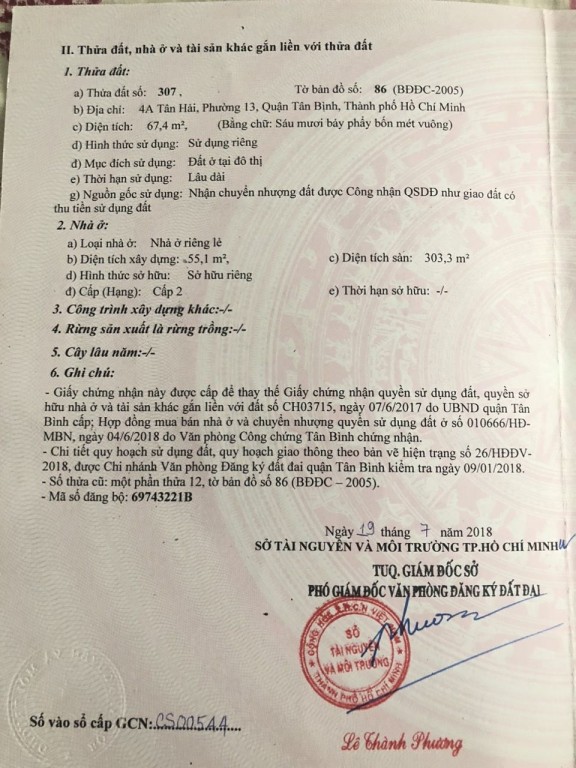 II. Thửa đất, nhà ở và tài sản khác gắn liền với thửa đất
1. Thửa đất:
a) Thửa đất số: 307 , Tờ bản đồ số: 86 (BĐĐC-2005)
b) Địa chỉ: 4A Tân Hải, Phường 13, Quận Tân Bình, Thành phố Hồ Chí Minh
c) Diện tích: 67,4 m², (Bằng chữ: Sáu mươi bảy phẩy bốn mét vuông)
d) Hình thức sử dụng: Sử dụng riêng
đ) Mục đích sử dụng: Đất ở tại đô thị
e) Thời hạn sử dụng: Lâu dài
g) Nguồn gốc sử dụng: Nhận chuyển nhượng đất được Công nhận QSDĐ như giao đất có
thu tiền sử dụng đất
2. Nhà ở:
a) Loại nhà ở: Nhà ở riêng lẻ
b) Diện tích xây dựng: 55,1 m², c) Diện tích sàn: 303,3 m²
d) Hình thức sở hữu: Sở hữu riêng
đ) Cấp (Hạng): Cấp 2 e) Thời hạn sở hữu: -/-
3. Công trình xây dựng khác:-/-
4. Rừng sản xuất là rừng trồng:-/-
5. Cây lâu năm:-/-
6. Ghi chú:
- Giấy chứng nhận này được cấp để thay thế Giấy chứng nhận quyền sử dụng đất, quyền sở
hữu nhà ở và tài sản khác gắn liền với đất số CH03715, ngày 07/6/2017 do UBND quận Tân
Bình cấp; Hợp đồng mua bán nhà ở và chuyển nhượng quyền sử dụng đất ở số 010666/HĐ-
MBN, ngày 04/6/2018 do Văn phòng Công chứng Tân Bình chứng nhận.
- Chi tiết quy hoạch sử dụng đất, quy hoạch giao thông theo bản vẽ hiện trạng số 26/HĐĐV-
2018, được Chi nhánh Văn phòng Đăng ký đất đai quận Tân Bình kiểm tra ngày 09/01/2018.
- Số thửa cũ: một phần thửa 12, tờ bản đồ số 86 (BĐĐC – 2005).
- Mã số đăng bộ: 69743221B
Ngày 19 tháng 7 năm 2018
SỞ TÀI NGUYÊN VÀ MÔI TRƯỜNG TP.HỒ CHÍ MINH
TUQ. GIÁM ĐỐC SỞ
PHÓ GIÁM ĐỐC VĂN PHÒNG ĐĂNG KÝ ĐẤT ĐAI
CỘNG HÒA X.H.C.N VIỆT NAM
SỞ
TÀI NGUYÊN
VÀ MÔI TRƯỜNG
THÀNH PHỐ HỒ CHÍ MINH
Số vào sổ cấp GCN:..CS00544....
Lê Thành Phương